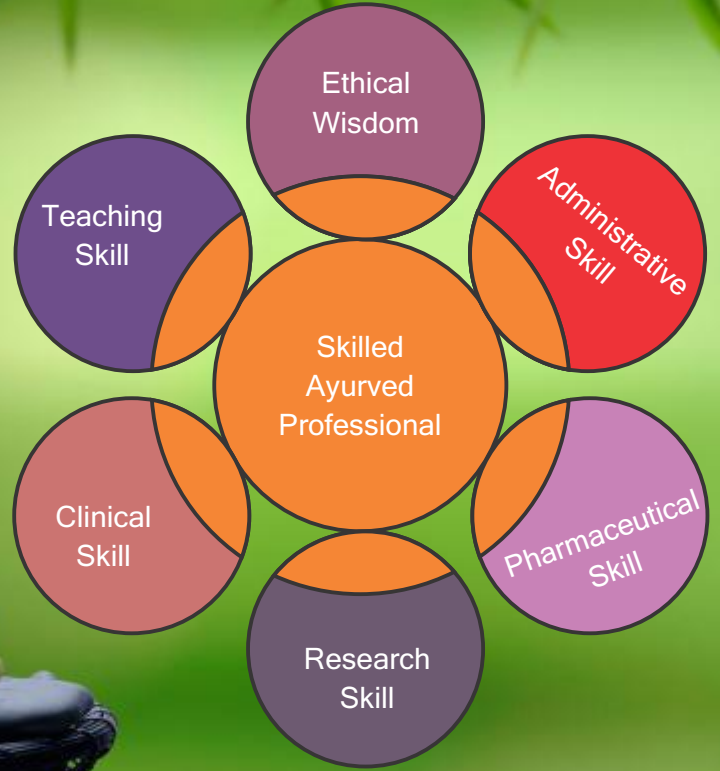 Ethical
Wisdom
Teaching
Skill
Administrative
Skill
Skilled
Ayurved
Professional
Clinical
Skill
Pharmaceutical
Skill
Research
Skill